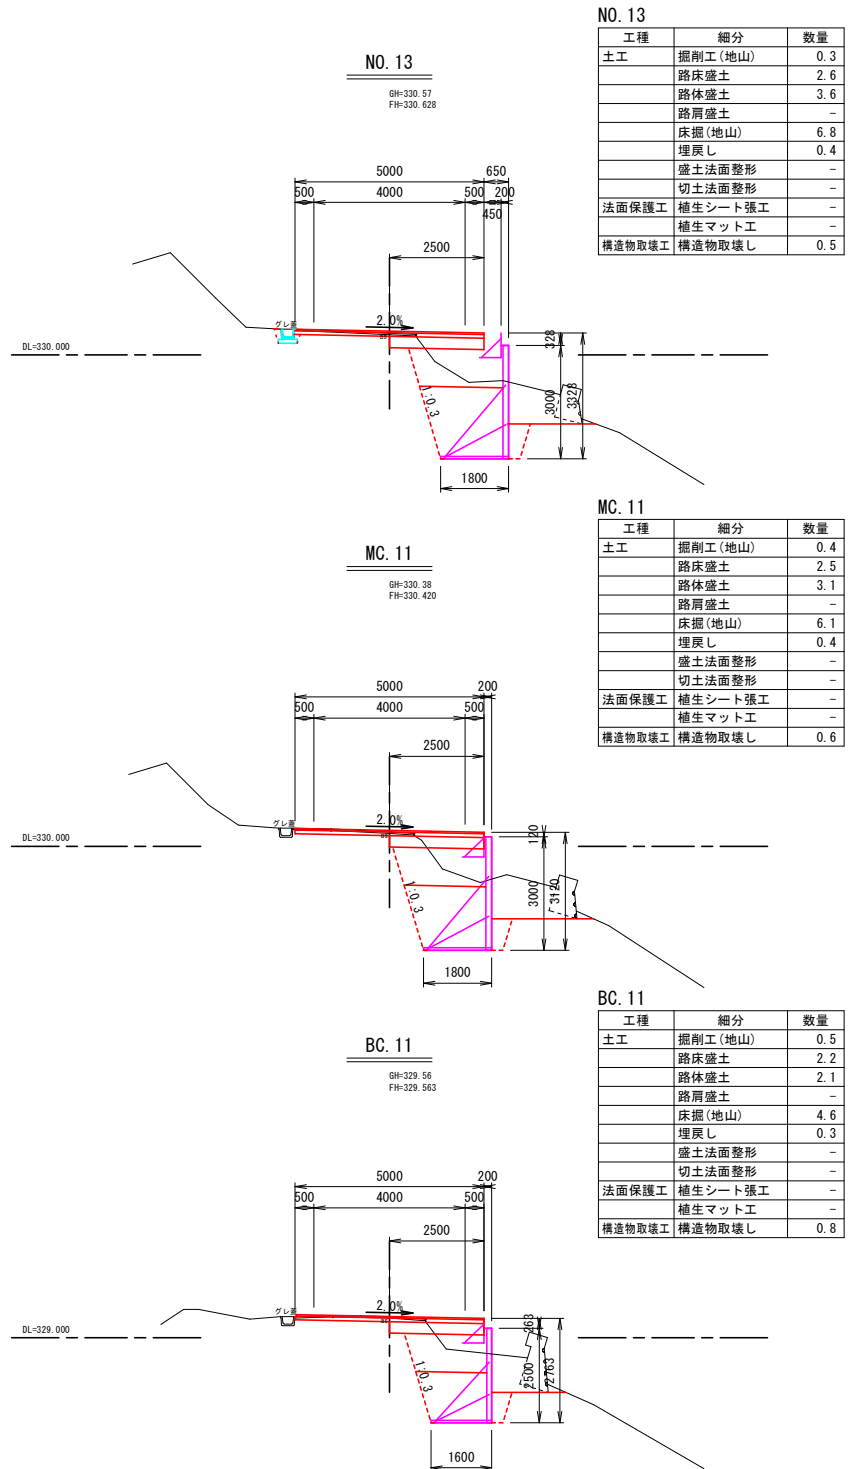 NO. 13
工種 細分 数量
土工 掘削工(地山) 0.3
路床盛土 2.6
路体盛土 3.6
路肩盛土 −
床掘(地山) 6.8
埋戻し 0.4
盛土法面整形 −
切土法面整形 −
法面保護工 植生シート張工 −
植生マット工 −
構造物取壊工 構造物取壊し 0.5
NO. 13
GH=330.57
FH=330.628
5000 650
500 4000 500 200
450
2500
グレ蓋
2.0%
DL=330.000
328
1:0.3
3000
3328
1800
MC. 11
工種 細分 数量
土工 掘削工(地山) 0.4
路床盛土 2.5
路体盛土 3.1
路肩盛土 −
床掘(地山) 6.1
埋戻し 0.4
盛土法面整形 −
切土法面整形 −
法面保護工 植生シート張工 −
植生マット工 −
構造物取壊工 構造物取壊し 0.6
MC. 11
GH=330.38
FH=330.420
5000 200
500 4000 500
2500
グレ蓋
2.0%
DL=330.000
120
1:0.3
3000
3120
1800
BC. 11
工種 細分 数量
土工 掘削工(地山) 0.5
路床盛土 2.2
路体盛土 2.1
路肩盛土 −
床掘(地山) 4.6
埋戻し 0.3
盛土法面整形 −
切土法面整形 −
法面保護工 植生シート張工 −
植生マット工 −
構造物取壊工 構造物取壊し 0.8
BC. 11
GH=329.56
FH=329.563
5000 200
500 4000 500
2500
グレ蓋
2.0%
DL=329.000
263
1:0.3
2500
2763
1600